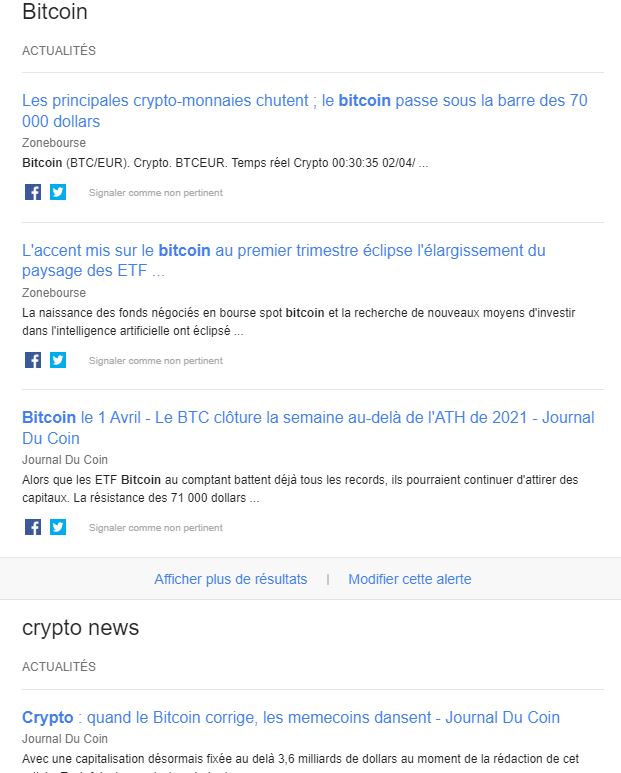 Bitcoin
ACTUALITÉS
Les principales crypto-monnaies chutent ; le bitcoin passe sous la barre des 70
000 dollars
Zonebourse
Bitcoin (BTC/EUR). Crypto. BTCEUR. Temps réel Crypto 00:30:35 02/04/ ...
Signaler comme non pertinent
L'accent mis sur le bitcoin au premier trimestre éclipse l'élargissement du
paysage des ETF ...
Zonebourse
La naissance des fonds négociés en bourse spot bitcoin et la recherche de nouveaux moyens d'investir
dans l'intelligence artificielle ont éclipsé ...
Signaler comme non pertinent
Bitcoin le 1 Avril - Le BTC clôture la semaine au-delà de l'ATH de 2021 - Journal
Du Coin
Journal Du Coin
Alors que les ETF Bitcoin au comptant battent déjà tous les records, ils pourraient continuer d'attirer des
capitaux. La résistance des 71 000 dollars ...
Signaler comme non pertinent
Afficher plus de résultats | Modifier cette alerte
crypto news
ACTUALITÉS
Crypto : quand le Bitcoin corrige, les memecoins dansent - Journal Du Coin
Journal Du Coin
Avec une capitalisation désormais fixée au delà 3,6 milliards de dollars au moment de la rédaction de cet